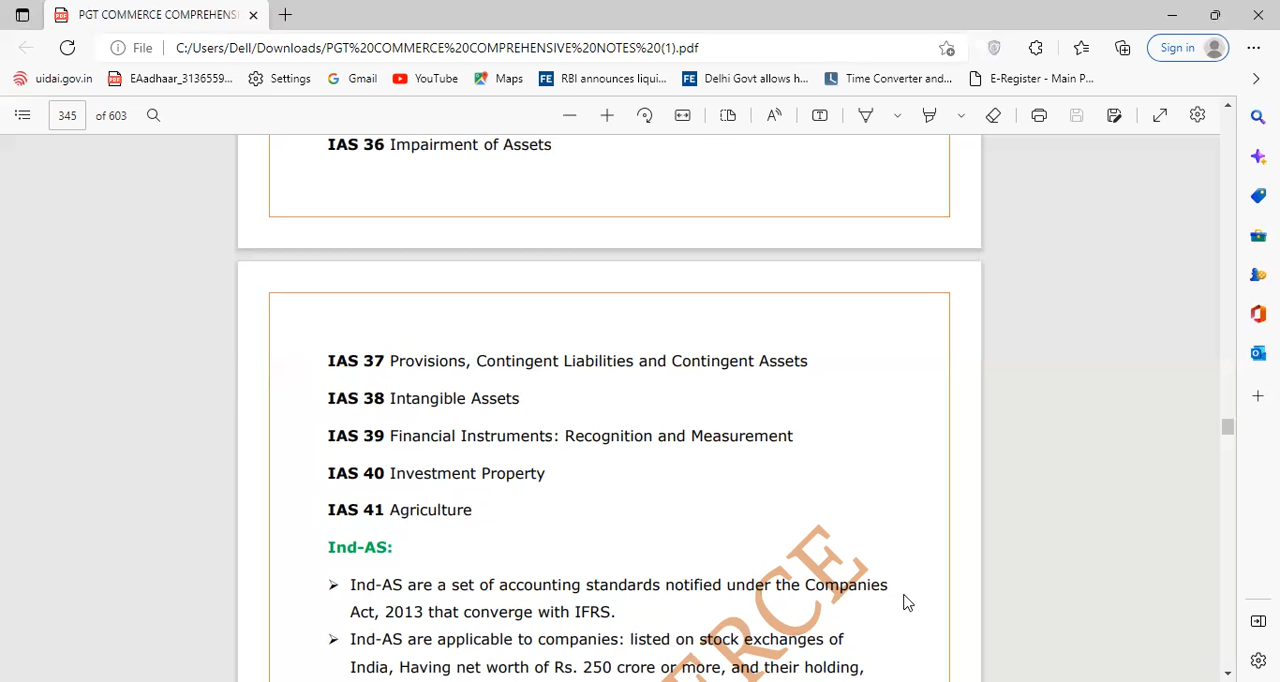 PGT COMMERCE COMPREHENSI
File C:/Users/Dell/Downloads/PGT%20COMMERCE%20COMPREHENSIVE%20NOTES%20(1).pdf Sign in
uidai.gov.in EAadhaar_3136559... Settings Gmail YouTube Maps RBI announces liqui... Delhi Govt allows h... Time Converter and... E-Register - Main P...
345 of 603
IAS 36 Impairment of Assets
IAS 37 Provisions, Contingent Liabilities and Contingent Assets
IAS 38 Intangible Assets
IAS 39 Financial Instruments: Recognition and Measurement
IAS 40 Investment Property
IAS 41 Agriculture
Ind-AS:
Ind-AS are a set of accounting standards notified under the Companies
Act, 2013 that converge with IFRS.
Ind-AS are applicable to companies: listed on stock exchanges of
India, Having net worth of Rs. 250 crore or more, and their holding,
ERCE